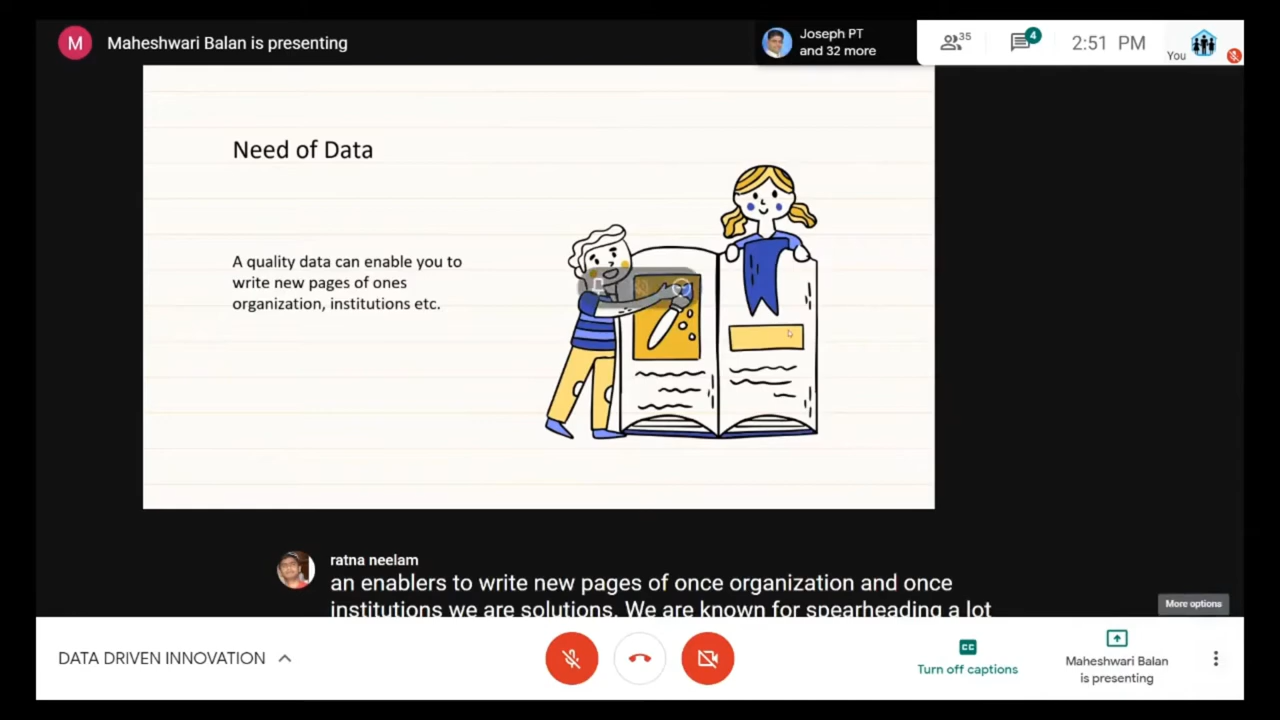 M
Maheshwari Balan is presenting
Joseph PT
and 32 more
35
4
2:51 PM
You
Need of Data
A quality data can enable you to
write new pages of ones
organization, institutions etc.
ratna neelam
an enablers to write new pages of once organization and once
institutions we are solutions. We are known for spearheading a lot
More options
DATA DRIVEN INNOVATION
CC
Turn off captions
Maheshwari Balan
is presenting